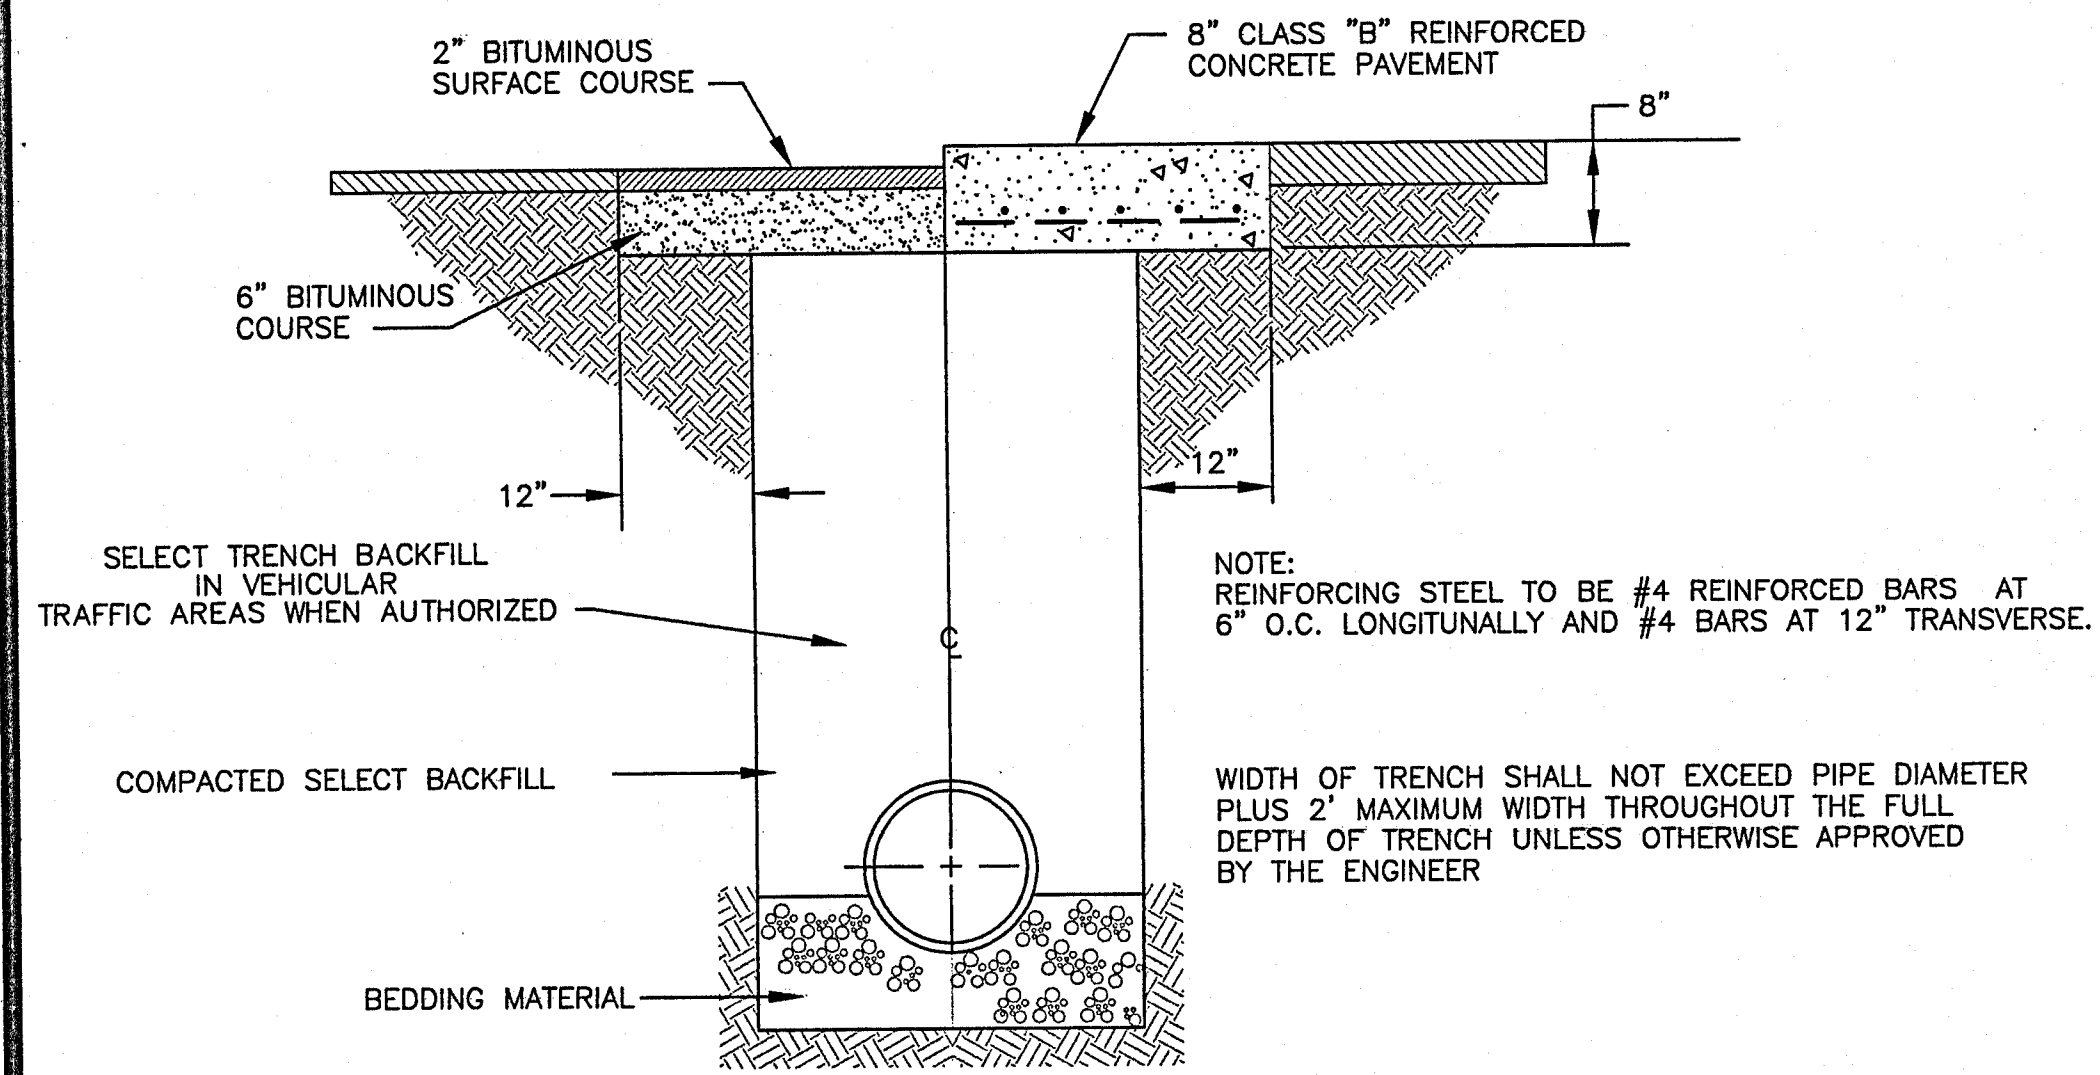 2" BITUMINOUS
SURFACE COURSE
8" CLASS "B" REINFORCED
CONCRETE PAVEMENT
8"
6" BITUMINOUS
COURSE
12"
12"
SELECT TRENCH BACKFILL
IN VEHICULAR
TRAFFIC AREAS WHEN AUTHORIZED
℄
NOTE:
REINFORCING STEEL TO BE #4 REINFORCED BARS AT
6" O.C. LONGITUNALLY AND #4 BARS AT 12" TRANSVERSE.
COMPACTED SELECT BACKFILL
WIDTH OF TRENCH SHALL NOT EXCEED PIPE DIAMETER
PLUS 2' MAXIMUM WIDTH THROUGHOUT THE FULL
DEPTH OF TRENCH UNLESS OTHERWISE APPROVED
BY THE ENGINEER
BEDDING MATERIAL